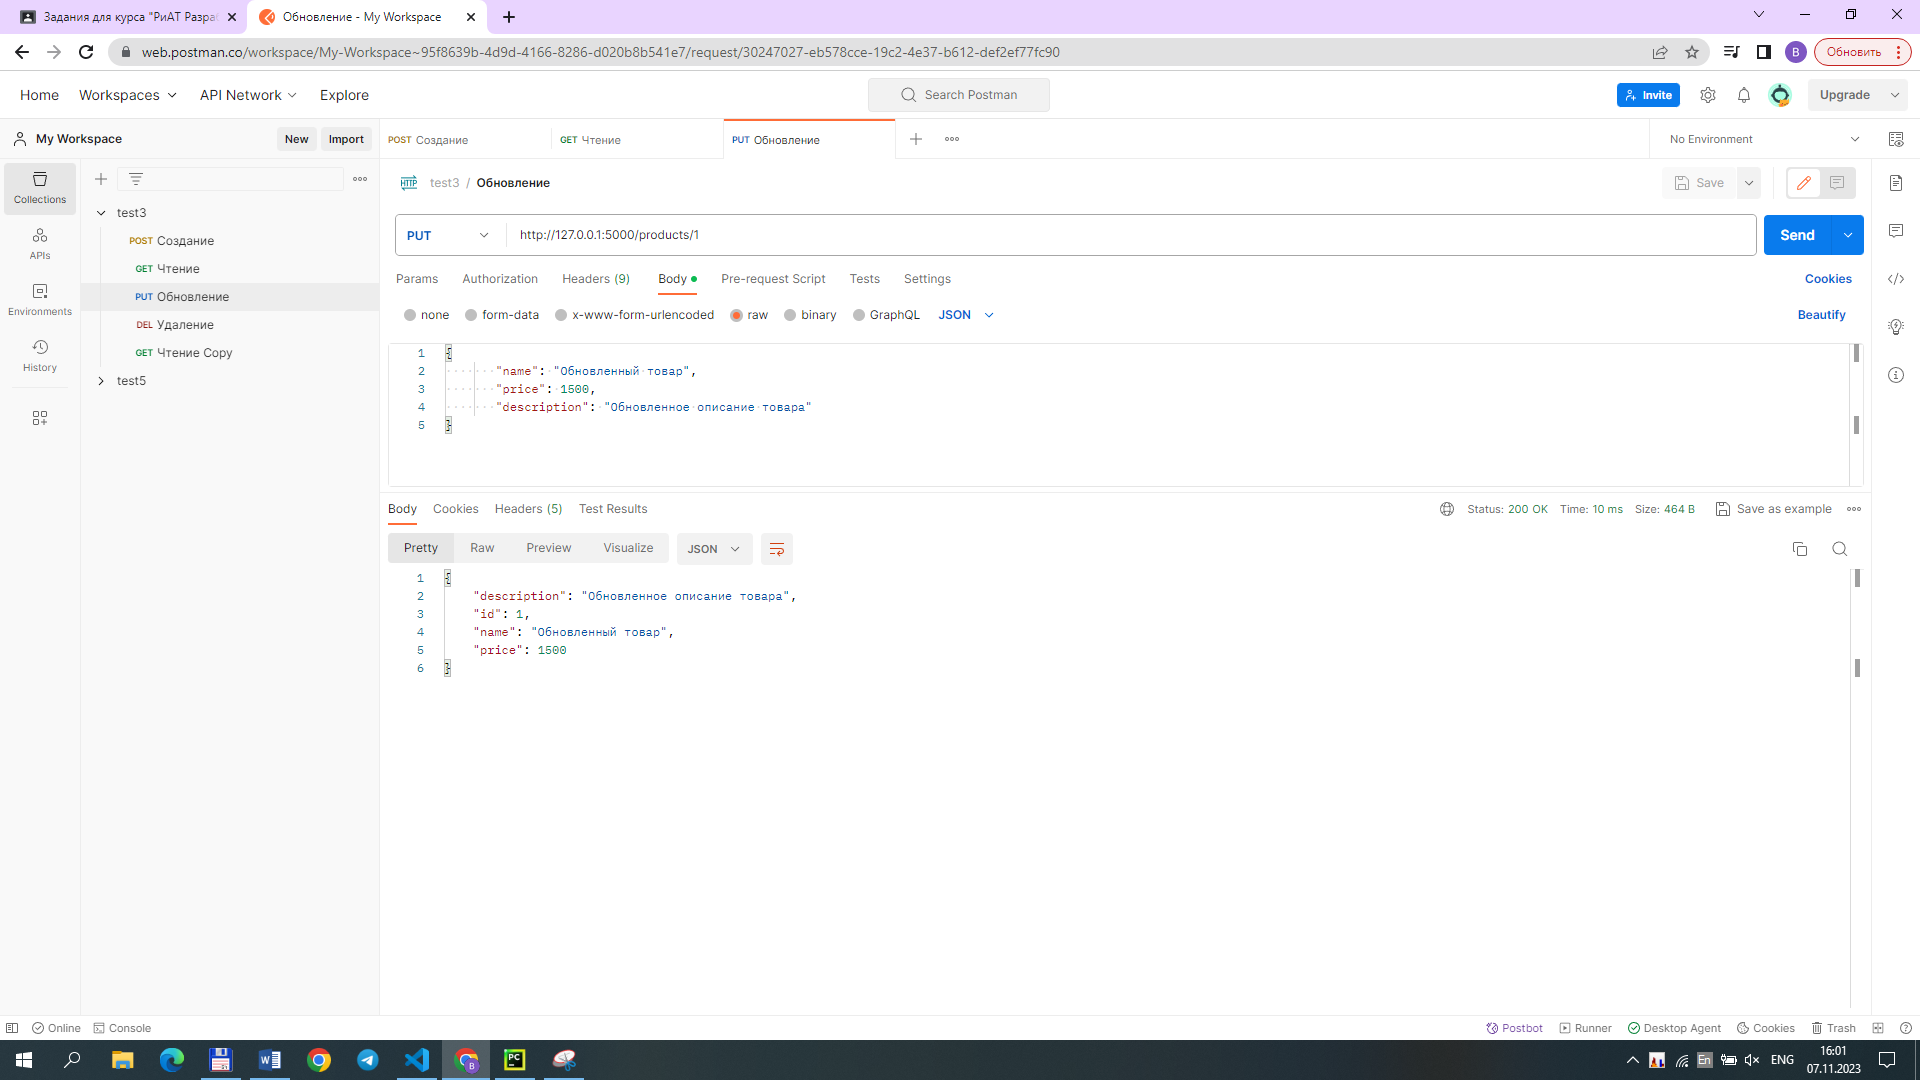 Задания для курса "РиАТ Разра
Обновление - My Workspace
web.postman.co/workspace/My-Workspace~95f8639b-4d9d-4166-8286-d020b8b541e7/request/30247027-eb578cce-19c2-4e37-b612-def2ef77fc90
B
Обновить
Home
Workspaces
API Network
Explore
Search Postman
Invite
Upgrade
My Workspace
New
Import
POST Создание
GET Чтение
PUT Обновление
No Environment
Collections
APIs
Environments
History
test3
POST Создание
GET Чтение
PUT Обновление
DEL Удаление
GET Чтение Copy
test5
HTTP
test3 / Обновление
Save
PUT
http://127.0.0.1:5000/products/1
Send
Params
Authorization
Headers (9)
Body
Pre-request Script
Tests
Settings
Cookies
none
form-data
x-www-form-urlencoded
raw
binary
GraphQL
JSON
Beautify
1 {
2 "name": "Обновленный товар",
3 "price": 1500,
4 "description": "Обновленное описание товара"
5 }
Body
Cookies
Headers (5)
Test Results
Status: 200 OK
Time: 10 ms
Size: 464 B
Save as example
Pretty
Raw
Preview
Visualize
JSON
1 {
2 "description": "Обновленное описание товара",
3 "id": 1,
4 "name": "Обновленный товар",
5 "price": 1500
6 }
Online
Console
Postbot
Runner
Desktop Agent
Cookies
Trash
PC
B
En
ENG
16:01
07.11.2023